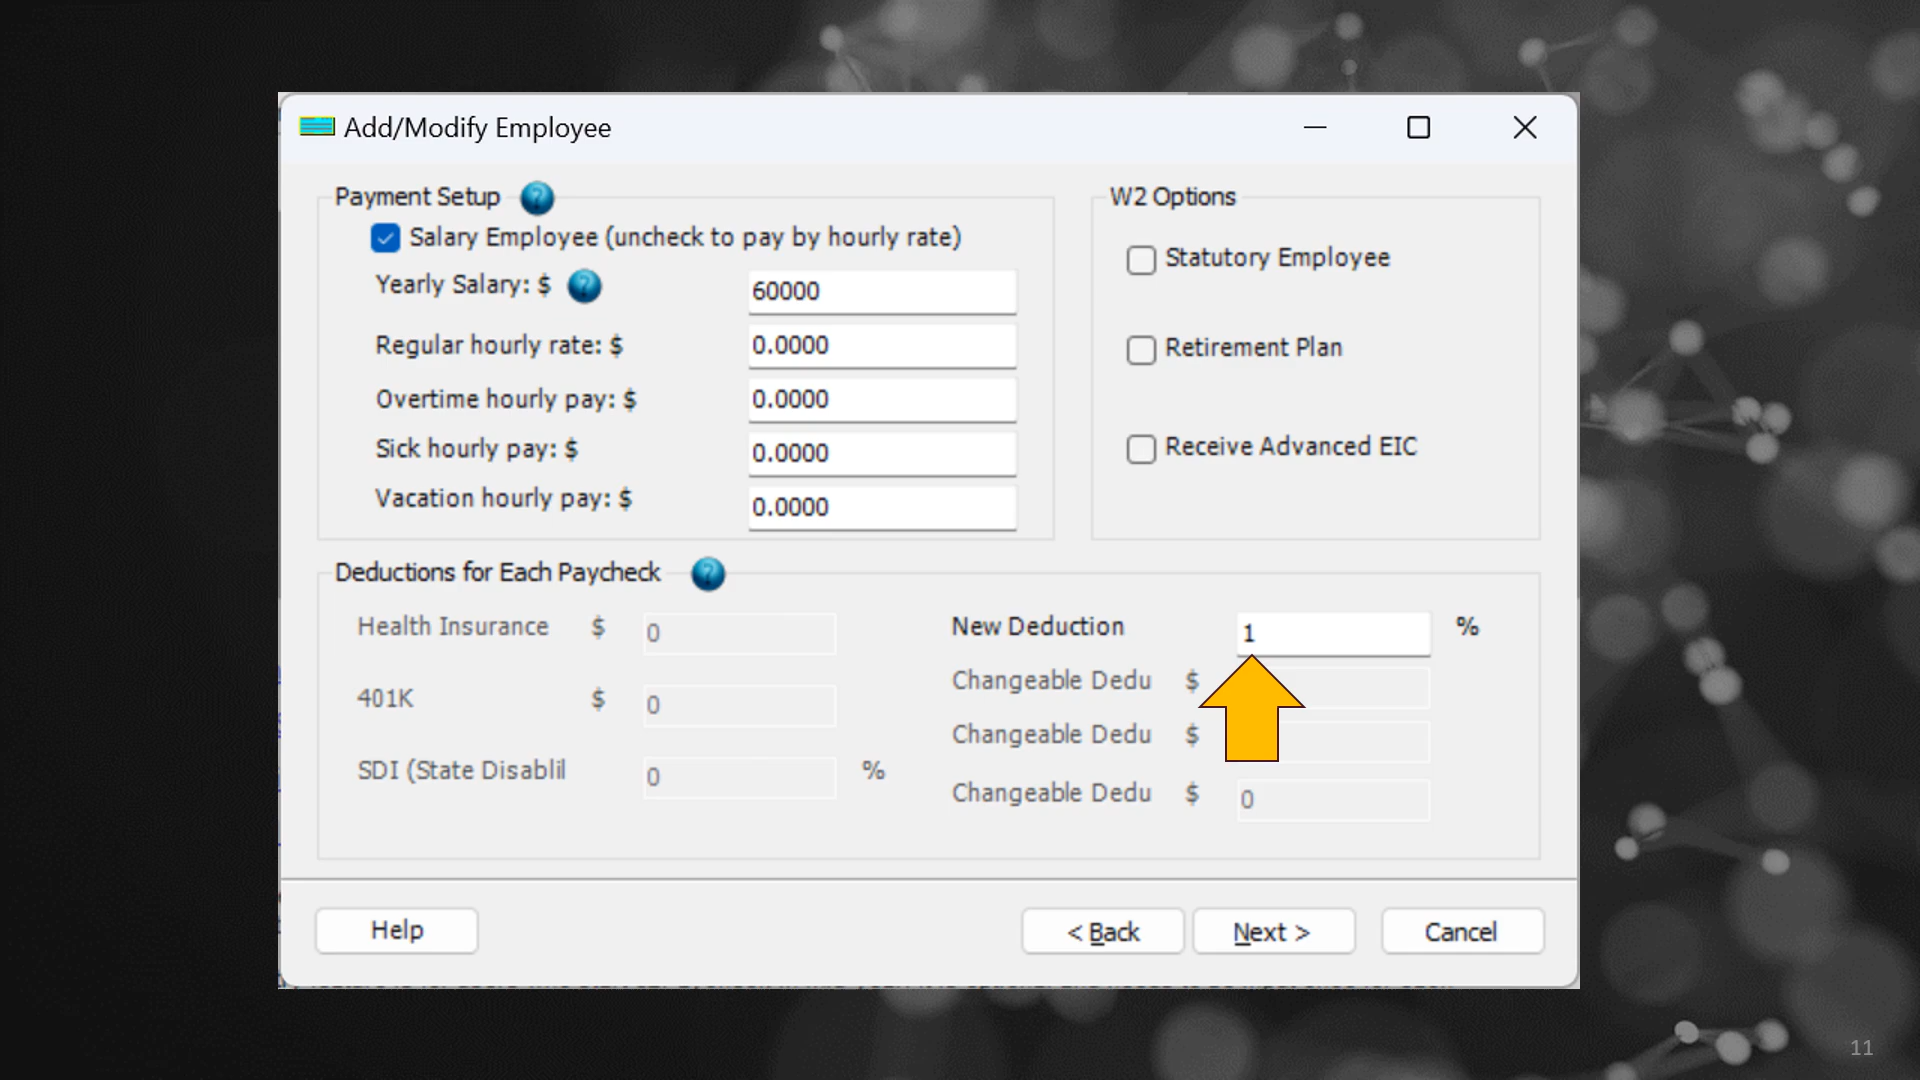 Add/Modify Employee
Payment Setup
Salary Employee (uncheck to pay by hourly rate)
Yearly Salary: $ 60000
Regular hourly rate: $ 0.0000
Overtime hourly pay: $ 0.0000
Sick hourly pay: $ 0.0000
Vacation hourly pay: $ 0.0000
W2 Options
Statutory Employee
Retirement Plan
Receive Advanced EIC
Deductions for Each Paycheck
Health Insurance $ 0
401K $ 0
SDI (State Disablil 0 %
New Deduction 1 %
Changeable Dedu $
Changeable Dedu $
Changeable Dedu $ 0
Help
< Back
Next >
Cancel
11